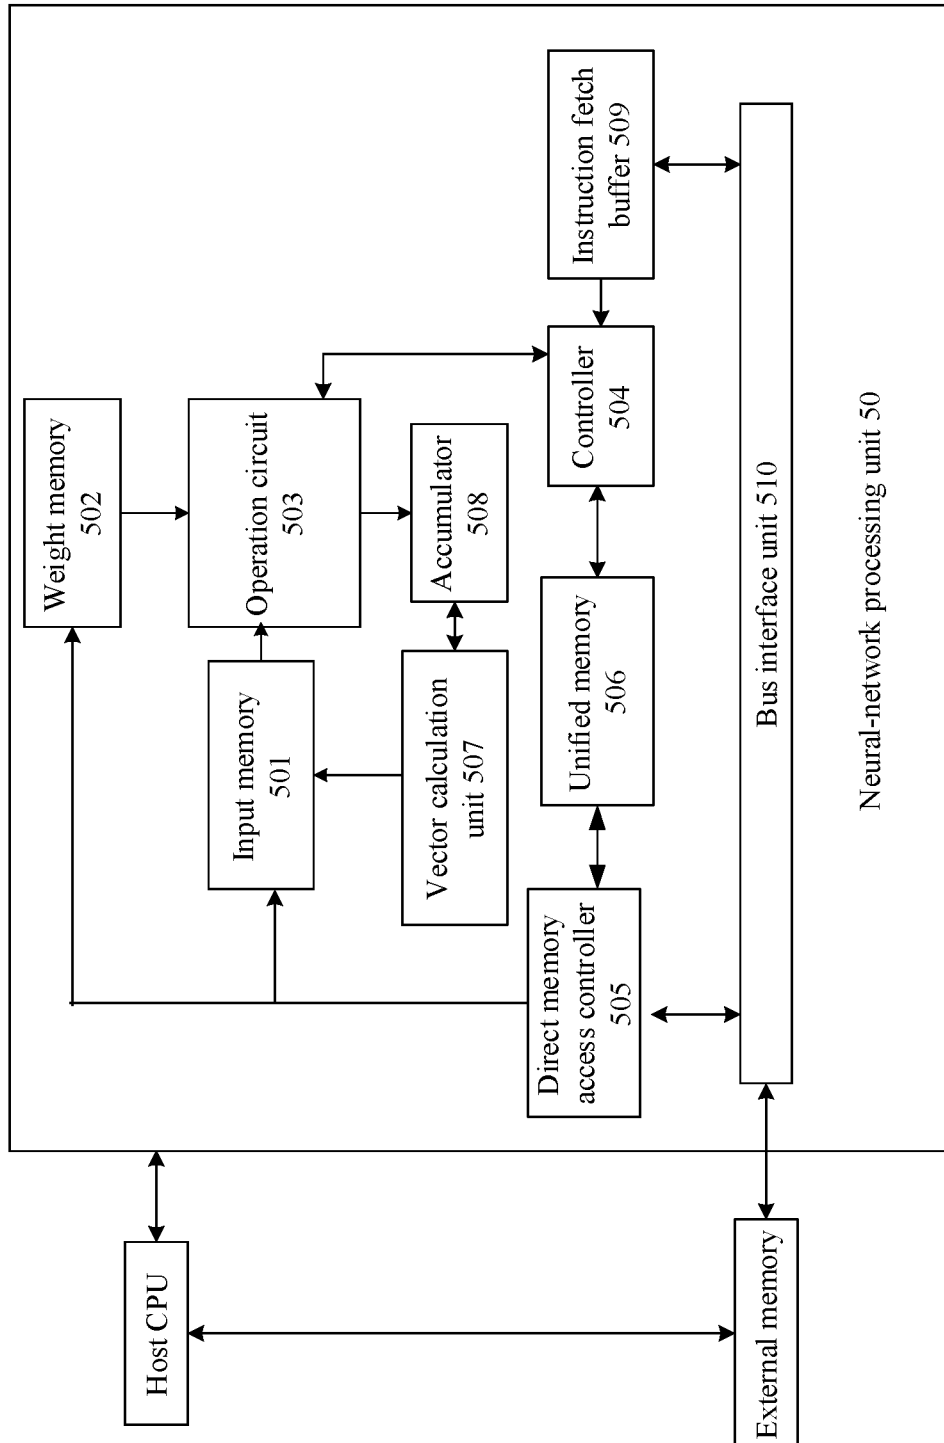 Host CPU
External memory
Weight memory
502
Input memory
501
Operation circuit
503
Vector calculation
unit 507
Accumulator
508
Direct memory
access controller
505
Unified memory
506
Controller
504
Instruction fetch
buffer 509
Bus interface unit 510
Neural-network processing unit 50